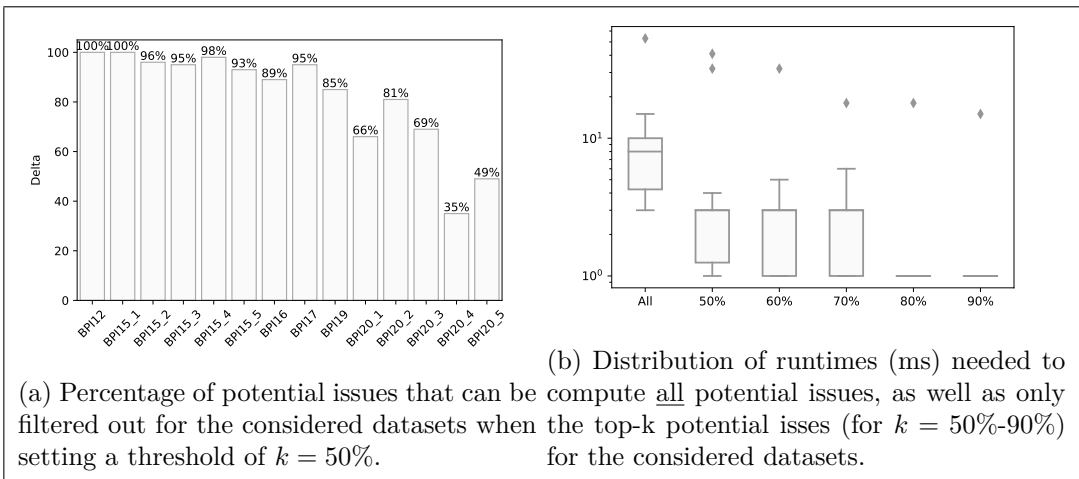 100% 100% 96% 95% 98% 93% 89% 95% 85% 66% 81% 69% 35% 49%
Delta
100
80
60
40
20
0
BPI12 BPI15_1 BPI15_2 BPI15_3 BPI15_4 BPI15_5 BPI16 BPI17 BPI19 BPI20_1 BPI20_2 BPI20_3 BPI20_4 BPI20_5
(a) Percentage of potential issues that can be
filtered out for the considered datasets when
setting a threshold of k = 50%.
10¹
10⁰
All 50% 60% 70% 80% 90%
(b) Distribution of runtimes (ms) needed to
compute all potential issues, as well as only
the top-k potential isses (for k = 50%-90%)
for the considered datasets.